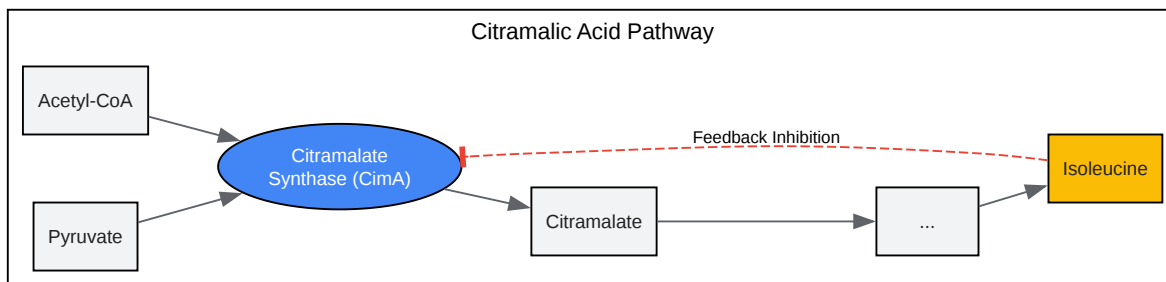 Citramalic Acid Pathway
Acetyl-CoA
Pyruvate
Citramalate
Synthase (CimA)
Feedback Inhibition
Citramalate
...
Isoleucine